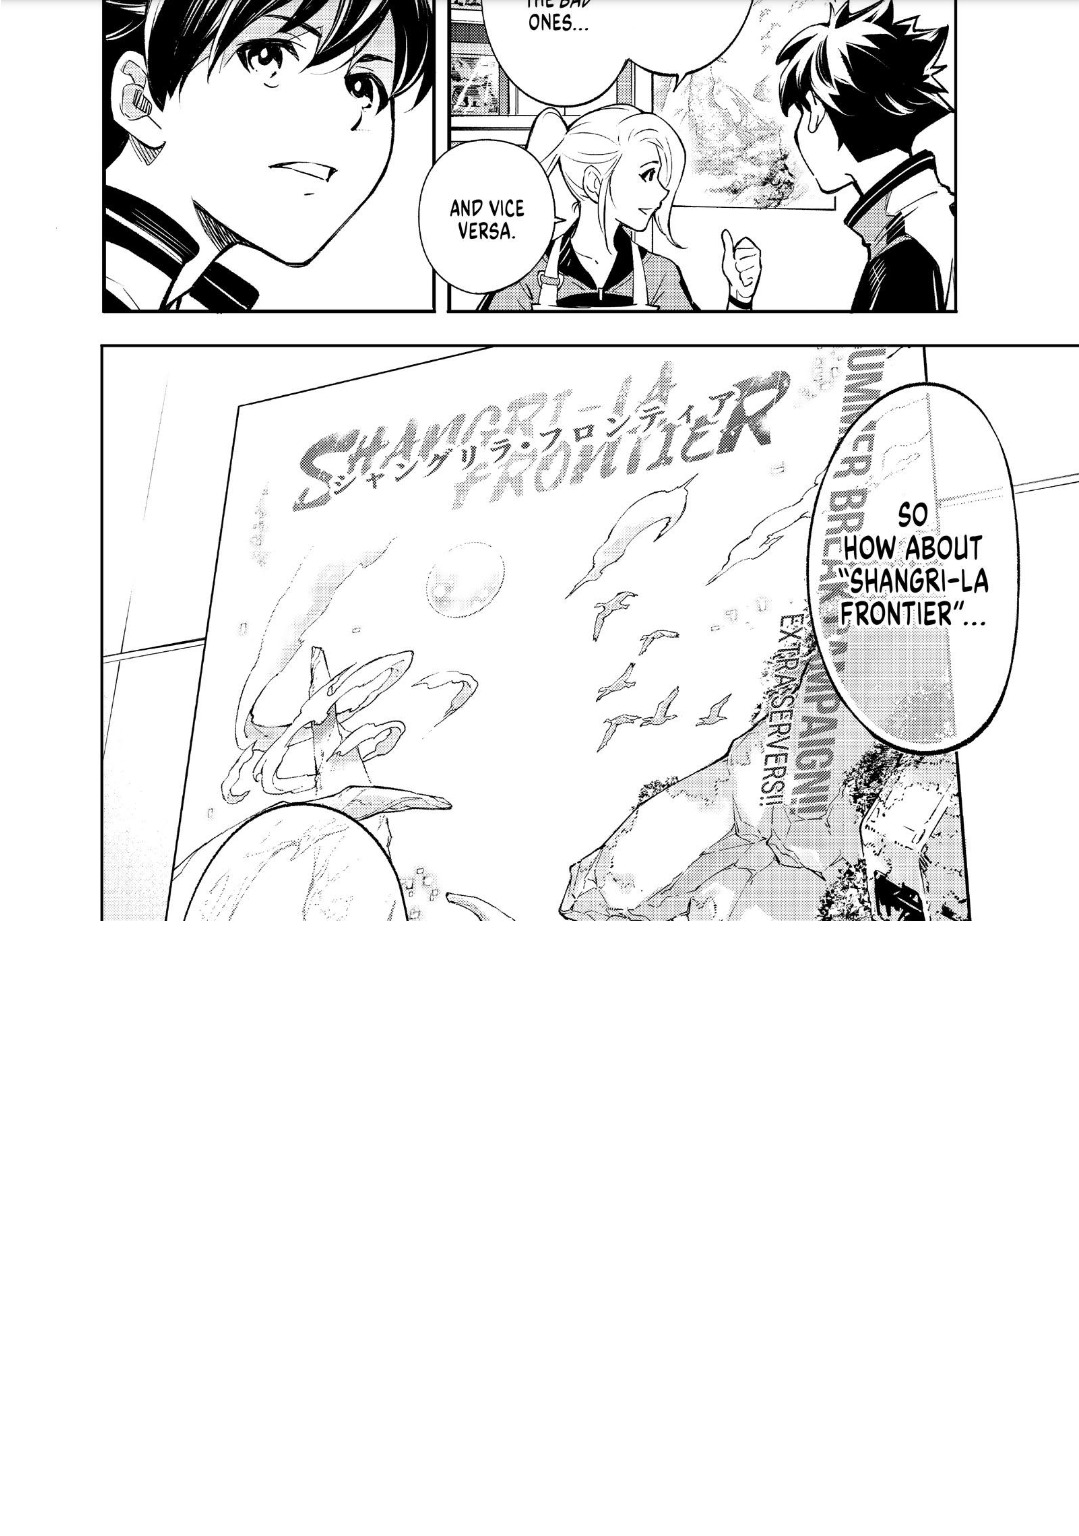 THE BAD
ONES...
AND VICE
VERSA.
SHANGRI-LA
FRONTIER
シャングリラ・フロンティア
SO
HOW ABOUT
“SHANGRI-LA
FRONTIER”...
EXTRA SERVERS!!